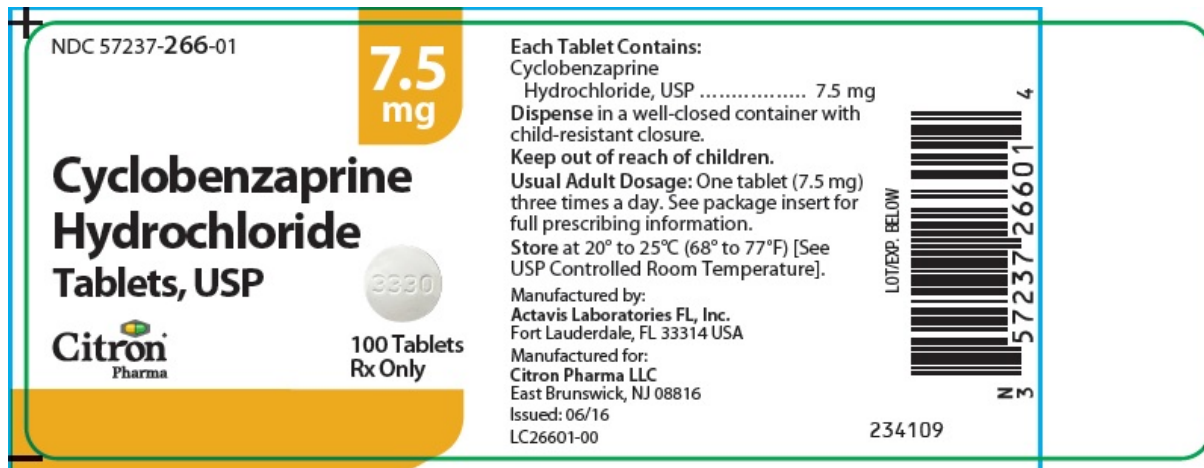 NDC 57237-266-01
7.5
mg
Cyclobenzaprine
Hydrochloride
Tablets, USP
3330
Citron
Pharma
100 Tablets
Rx Only
Each Tablet Contains:
Cyclobenzaprine
Hydrochloride, USP ................. 7.5 mg
Dispense in a well-closed container with
child-resistant closure.
Keep out of reach of children.
Usual Adult Dosage: One tablet (7.5 mg)
three times a day. See package insert for
full prescribing information.
Store at 20° to 25°C (68° to 77°F) [See
USP Controlled Room Temperature].
Manufactured by:
Actavis Laboratories FL, Inc.
Fort Lauderdale, FL 33314 USA
Manufactured for:
Citron Pharma LLC
East Brunswick, NJ 08816
Issued: 06/16
LC26601-00
LOT/EXP. BELOW
N
3 57237 26601 4
234109